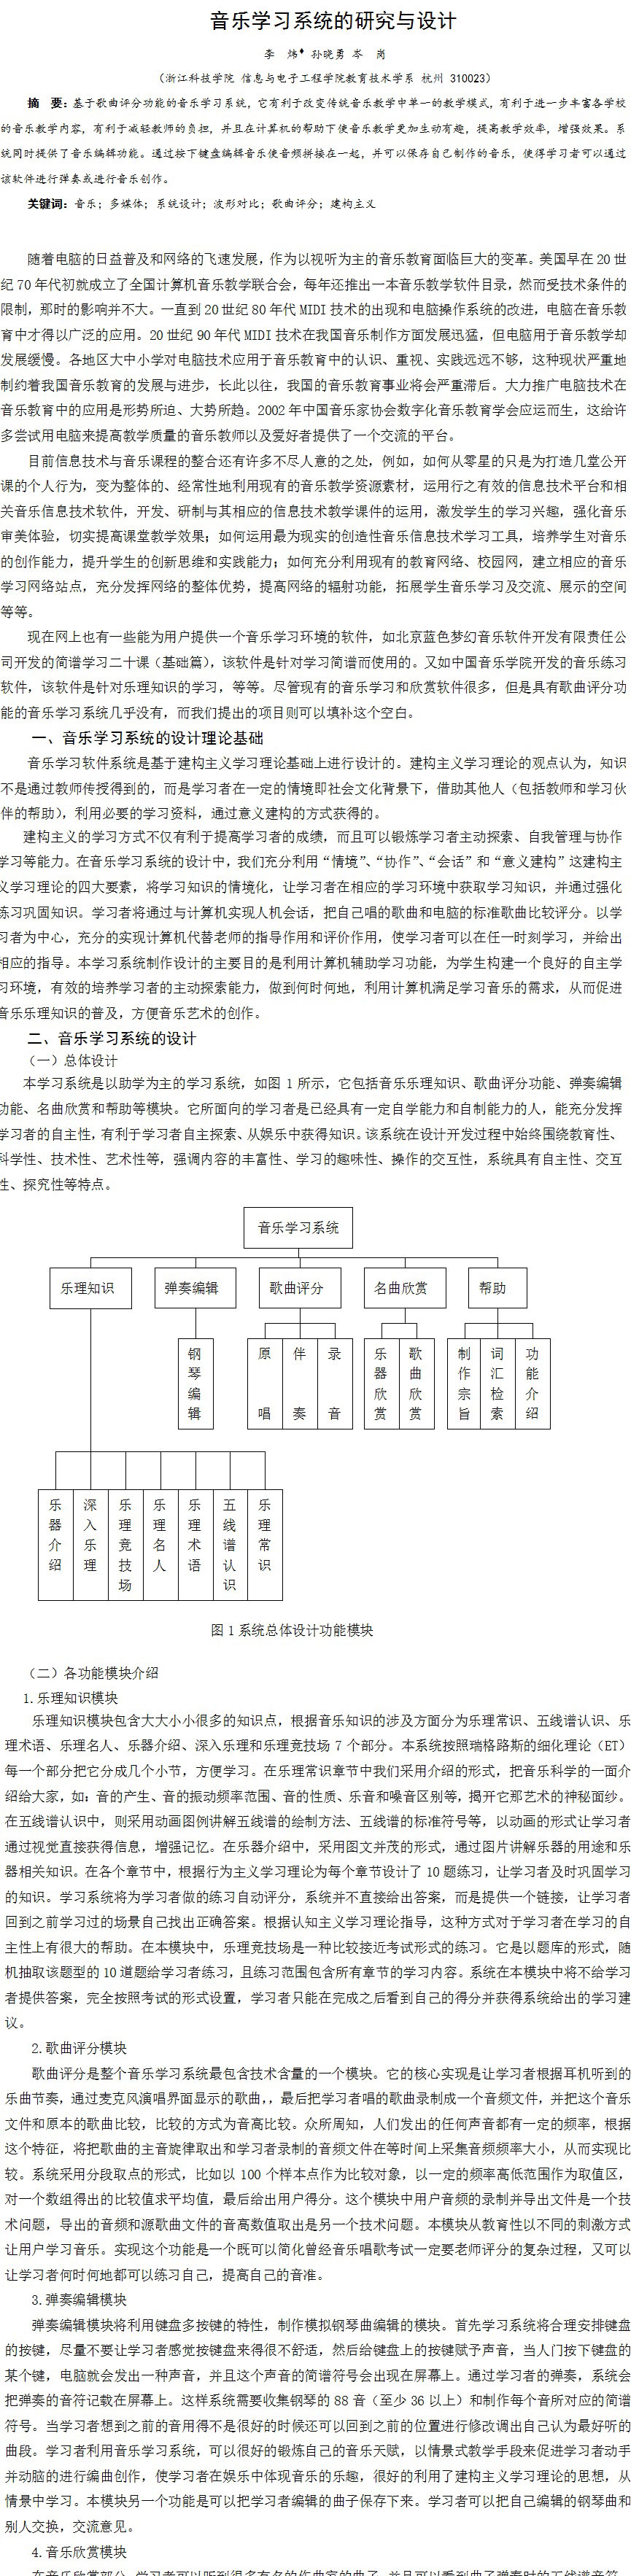 音乐学习系统的研究与设计
李 炜♦ 孙晓勇 岑 岗
（浙江科技学院 信息与电子工程学院教育技术学系 杭州 310023）
摘 要：基于歌曲评分功能的音乐学习系统，它有利于改变传统音乐教学中单一的教学模式，有利于进一步丰富各学校
的音乐教学内容，有利于减轻教师的负担，并且在计算机的帮助下使音乐教学更加生动有趣，提高教学效率，增强效果。系
统同时提供了音乐编辑功能。通过按下键盘编辑音乐使音频拼接在一起，并可以保存自己制作的音乐，使得学习者可以通过
该软件进行弹奏或进行音乐创作。
关键词：音乐；多媒体；系统设计；波形对比；歌曲评分；建构主义
随着电脑的日益普及和网络的飞速发展，作为以视听为主的音乐教育面临巨大的变革。美国早在 20 世
纪 70 年代初就成立了全国计算机音乐教学联合会，每年还推出一本音乐教学软件目录，然而受技术条件的
限制，那时的影响并不大。一直到 20 世纪 80 年代 MIDI 技术的出现和电脑操作系统的改进，电脑在音乐教
育中才得以广泛的应用。20 世纪 90 年代 MIDI 技术在我国音乐制作方面发展迅猛，但电脑用于音乐教学却
发展缓慢。各地区大中小学对电脑技术应用于音乐教育中的认识、重视、实践远远不够，这种现状严重地
制约着我国音乐教育的发展与进步，长此以往，我国的音乐教育事业将会严重滞后。大力推广电脑技术在
音乐教育中的应用是形势所迫、大势所趋。2002 年中国音乐家协会数字化音乐教育学会应运而生，这给许
多尝试用电脑来提高教学质量的音乐教师以及爱好者提供了一个交流的平台。
目前信息技术与音乐课程的整合还有许多不尽人意的之处，例如，如何从零星的只是为打造几堂公开
课的个人行为，变为整体的、经常性地利用现有的音乐教学资源素材，运用行之有效的信息技术平台和相
关音乐信息技术软件，开发、研制与其相应的信息技术教学课件的运用，激发学生的学习兴趣，强化音乐
审美体验，切实提高课堂教学效果；如何运用最为现实的创造性音乐信息技术学习工具，培养学生对音乐
的创作能力，提升学生的创新思维和实践能力；如何充分利用现有的教育网络、校园网，建立相应的音乐
学习网络站点，充分发挥网络的整体优势，提高网络的辐射功能，拓展学生音乐学习及交流、展示的空间
等等。
现在网上也有一些能为用户提供一个音乐学习环境的软件，如北京蓝色梦幻音乐软件开发有限责任公
司开发的简谱学习二十课（基础篇），该软件是针对学习简谱而使用的。又如中国音乐学院开发的音乐练习
软件，该软件是针对乐理知识的学习，等等。尽管现有的音乐学习和欣赏软件很多，但是具有歌曲评分功
能的音乐学习系统几乎没有，而我们提出的项目则可以填补这个空白。
一、音乐学习系统的设计理论基础
音乐学习软件系统是基于建构主义学习理论基础上进行设计的。建构主义学习理论的观点认为，知识
不是通过教师传授得到的，而是学习者在一定的情境即社会文化背景下，借助其他人（包括教师和学习伙
伴的帮助），利用必要的学习资料，通过意义建构的方式获得的。
建构主义的学习方式不仅有利于提高学习者的成绩，而且可以锻炼学习者主动探索、自我管理与协作
学习等能力。在音乐学习系统的设计中，我们充分利用“情境”、“协作”、“会话”和“意义建构”这建构主
义学习理论的四大要素，将学习知识的情境化，让学习者在相应的学习环境中获取学习知识，并通过强化
练习巩固知识。学习者将通过与计算机实现人机会话，把自己唱的歌曲和电脑的标准歌曲比较评分。以学
习者为中心，充分的实现计算机代替老师的指导作用和评价作用，使学习者可以在任一时刻学习，并给出
相应的指导。本学习系统制作设计的主要目的是利用计算机辅助学习功能，为学生构建一个良好的自主学
习环境，有效的培养学习者的主动探索能力，做到何时何地，利用计算机满足学习音乐的需求，从而促进
音乐乐理知识的普及，方便音乐艺术的创作。
二、音乐学习系统的设计
（一）总体设计
本学习系统是以助学为主的学习系统，如图 1 所示，它包括音乐乐理知识、歌曲评分功能、弹奏编辑
功能、名曲欣赏和帮助等模块。它所面向的学习者是已经具有一定自学能力和自制能力的人，能充分发挥
学习者的自主性，有利于学习者自主探索、从娱乐中获得知识。该系统在设计开发过程中始终围绕教育性、
科学性、技术性、艺术性等，强调内容的丰富性、学习的趣味性、操作的交互性，系统具有自主性、交互
性、探究性等特点。
音乐学习系统
乐理知识 弹奏编辑 歌曲评分 名曲欣赏 帮助
钢琴编辑 原唱 伴奏 录音 乐器欣赏 歌曲欣赏 制作宗旨 词汇检索 功能介绍
乐器介绍 深入乐理 乐理竞技场 乐理名人 乐理术语 五线谱认识 乐理常识
图 1 系统总体设计功能模块
（二）各功能模块介绍
1.乐理知识模块
乐理知识模块包含大大小小很多的知识点，根据音乐知识的涉及方面分为乐理常识、五线谱认识、乐
理术语、乐理名人、乐器介绍、深入乐理和乐理竞技场 7 个部分。本系统按照瑞格路斯的细化理论（ET）
每一个部分把它分成几个小节，方便学习。在乐理常识章节中我们采用介绍的形式，把音乐科学的一面介
绍给大家，如：音的产生、音的振动频率范围、音的性质、乐音和噪音区别等，揭开它那艺术的神秘面纱。
在五线谱认识中，则采用动画图例讲解五线谱的绘制方法、五线谱的标准符号等，以动画的形式让学习者
通过视觉直接获得信息，增强记忆。在乐器介绍中，采用图文并茂的形式，通过图片讲解乐器的用途和乐
器相关知识。在各个章节中，根据行为主义学习理论为每个章节设计了 10 题练习，让学习者及时巩固学习
的知识。学习系统将为学习者做的练习自动评分，系统并不直接给出答案，而是提供一个链接，让学习者
回到之前学习过的场景自己找出正确答案。根据认知主义学习理论指导，这种方式对于学习者在学习的自
主性上有很大的帮助。在本模块中，乐理竞技场是一种比较接近考试形式的练习。它是以题库的形式，随
机抽取该题型的 10 道题给学习者练习，且练习范围包含所有章节的学习内容。系统在本模块中将不给学习
者提供答案，完全按照考试的形式设置，学习者只能在完成之后看到自己的得分并获得系统给出的学习建
议。
2.歌曲评分模块
歌曲评分是整个音乐学习系统最包含技术含量的一个模块。它的核心实现是让学习者根据耳机听到的
乐曲节奏，通过麦克风演唱界面显示的歌曲，，最后把学习者唱的歌曲录制成一个音频文件，并把这个音乐
文件和原本的歌曲比较，比较的方式为音高比较。众所周知，人们发出的任何声音都有一定的频率，根据
这个特征，将把歌曲的主音旋律取出和学习者录制的音频文件在等时间上采集音频频率大小，从而实现比
较。系统采用分段取点的形式，比如以 100 个样本点作为比较对象，以一定的频率高低范围作为取值区，
对一个数组得出的比较值求平均值，最后给出用户得分。这个模块中用户音频的录制并导出文件是一个技
术问题，导出的音频和源歌曲文件的音高数值取出是另一个技术问题。本模块从教育性以不同的刺激方式
让用户学习音乐。实现这个功能是一个既可以简化曾经音乐唱歌考试一定要老师评分的复杂过程，又可以
让学习者何时何地都可以练习自己，提高自己的音准。
3.弹奏编辑模块
弹奏编辑模块将利用键盘多按键的特性，制作模拟钢琴曲编辑的模块。首先学习系统将合理安排键盘
的按键，尽量不要让学习者感觉按键盘来得很不舒适，然后给键盘上的按键赋予声音，当人门按下键盘的
某个键，电脑就会发出一种声音，并且这个声音的简谱符号会出现在屏幕上。通过学习者的弹奏，系统会
把弹奏的音符记载在屏幕上。这样系统需要收集钢琴的 88 音（至少 36 以上）和制作每个音所对应的简谱
符号。当学习者想到之前的音用得不是很好的时候还可以回到之前的位置进行修改调出自己认为最好听的
曲段。学习者利用音乐学习系统，可以很好的锻炼自己的音乐天赋，以情景式教学手段来促进学习者动手
并动脑的进行编曲创作，使学习者在娱乐中体现音乐的乐趣，很好的利用了建构主义学习理论的思想，从
情景中学习。本模块另一个功能是可以把学习者编辑的曲子保存下来。学习者可以把自己编辑的钢琴曲和
别人交换，交流意见。
4.音乐欣赏模块